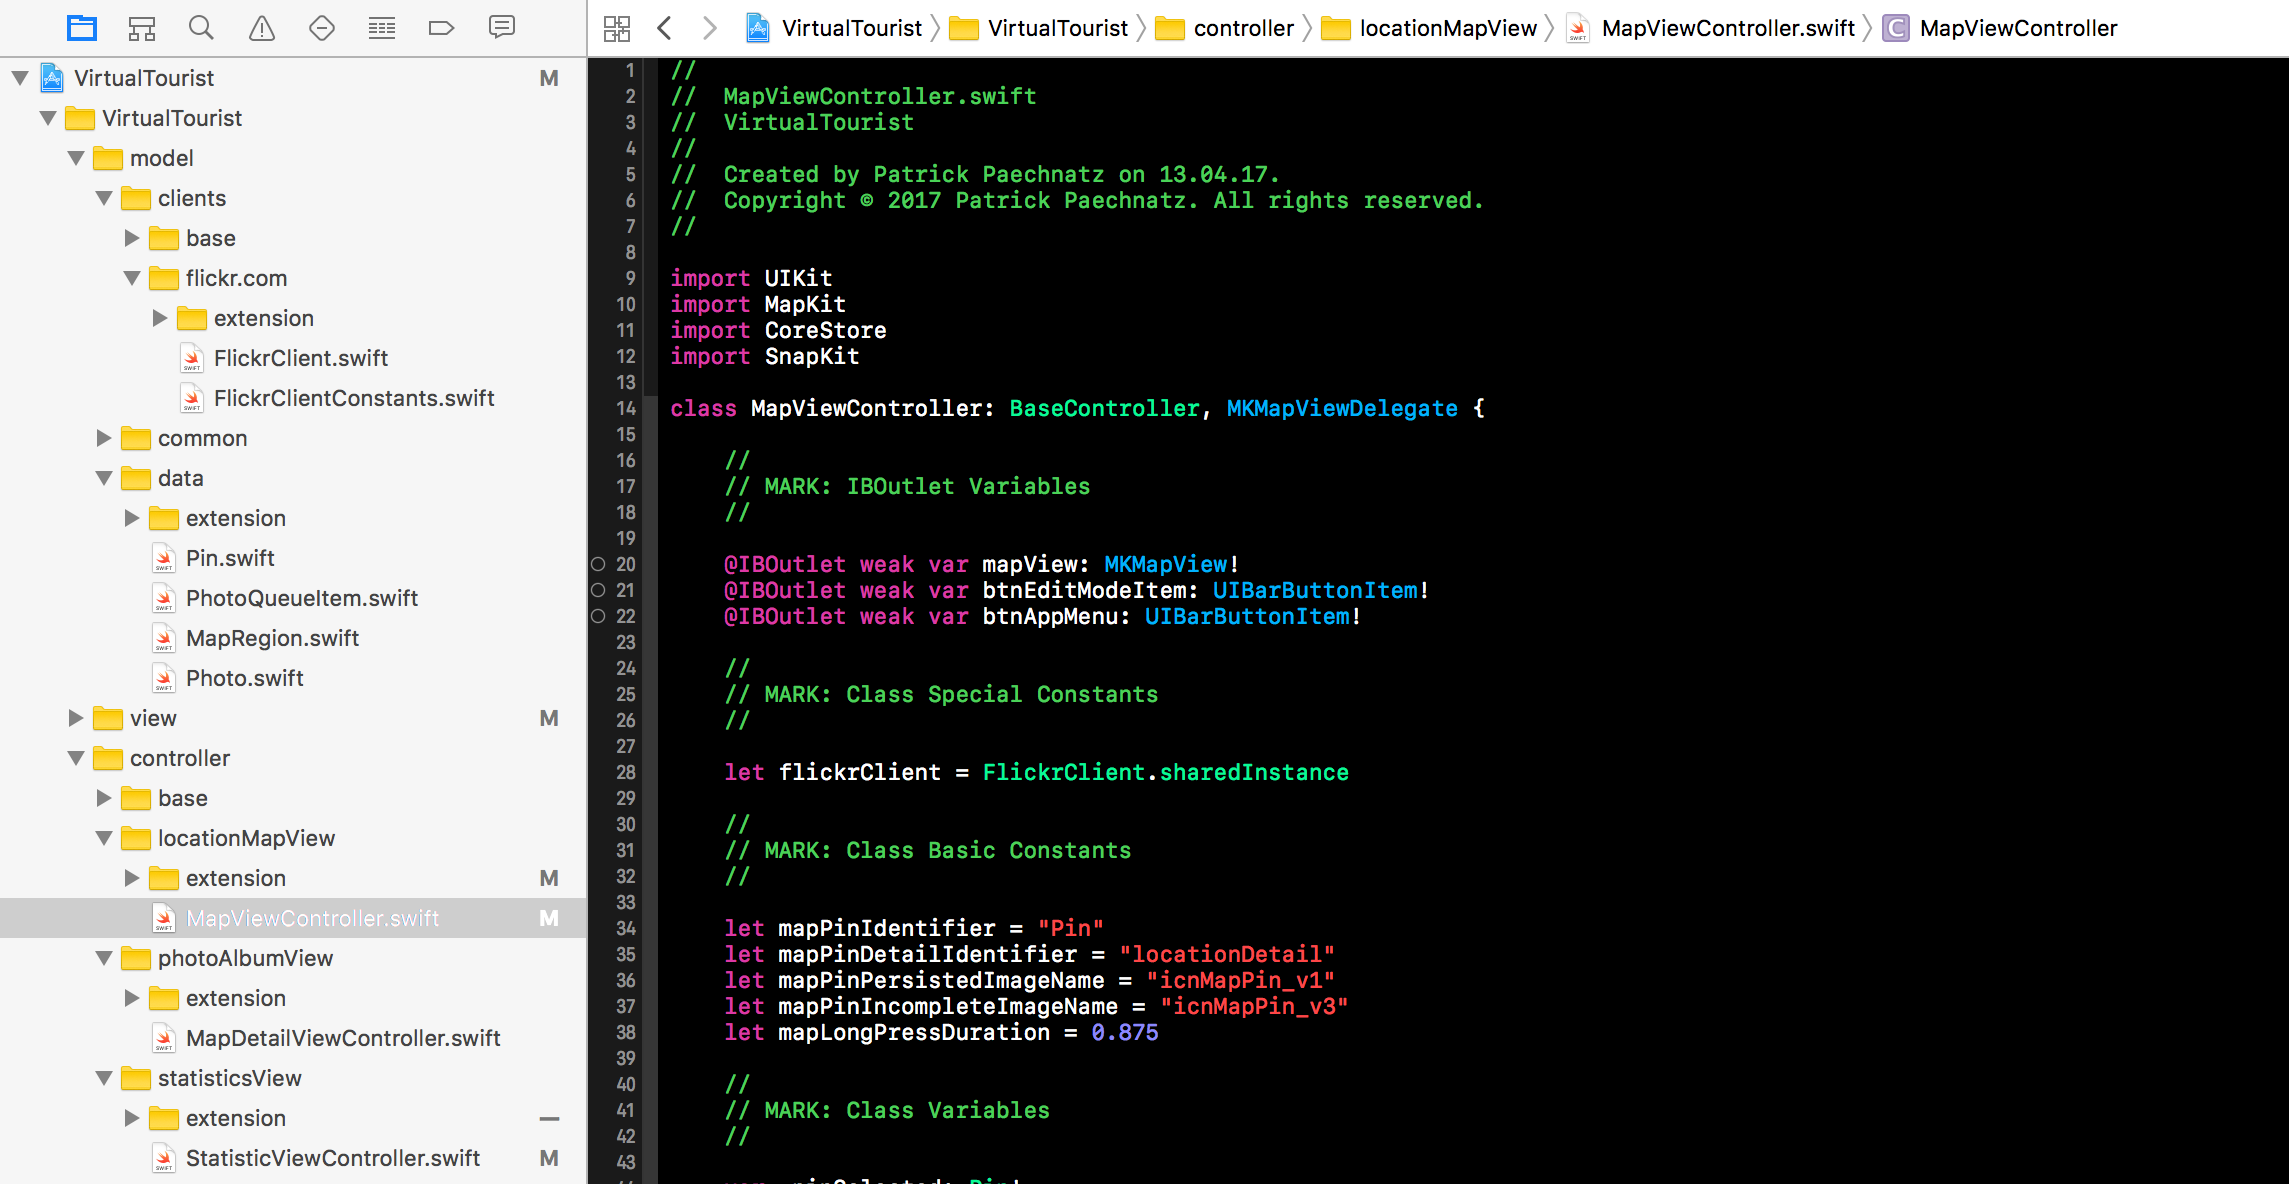 VirtualTourist M
VirtualTourist
model
clients
base
flickr.com
extension
FlickrClient.swift
FlickrClientConstants.swift
common
data
extension
Pin.swift
PhotoQueueItem.swift
MapRegion.swift
Photo.swift
view M
controller
base
locationMapView
extension M
MapViewController.swift M
photoAlbumView
extension
MapDetailViewController.swift
statisticsView
extension —
StatisticViewController.swift M
VirtualTourist VirtualTourist controller locationMapView MapViewController.swift C MapViewController
1 //
2 //  MapViewController.swift
3 //  VirtualTourist
4 //
5 //  Created by Patrick Paechnatz on 13.04.17.
6 //  Copyright © 2017 Patrick Paechnatz. All rights reserved.
7 //
8
9 import UIKit
10 import MapKit
11 import CoreStore
12 import SnapKit
13
14 class MapViewController: BaseController, MKMapViewDelegate {
15
16     //
17     // MARK: IBOutlet Variables
18     //
19
20     @IBOutlet weak var mapView: MKMapView!
21     @IBOutlet weak var btnEditModeItem: UIBarButtonItem!
22     @IBOutlet weak var btnAppMenu: UIBarButtonItem!
23
24     //
25     // MARK: Class Special Constants
26     //
27
28     let flickrClient = FlickrClient.sharedInstance
29
30     //
31     // MARK: Class Basic Constants
32     //
33
34     let mapPinIdentifier = "Pin"
35     let mapPinDetailIdentifier = "locationDetail"
36     let mapPinPersistedImageName = "icnMapPin_v1"
37     let mapPinIncompleteImageName = "icnMapPin_v3"
38     let mapLongPressDuration = 0.875
39
40     //
41     // MARK: Class Variables
42     //
43